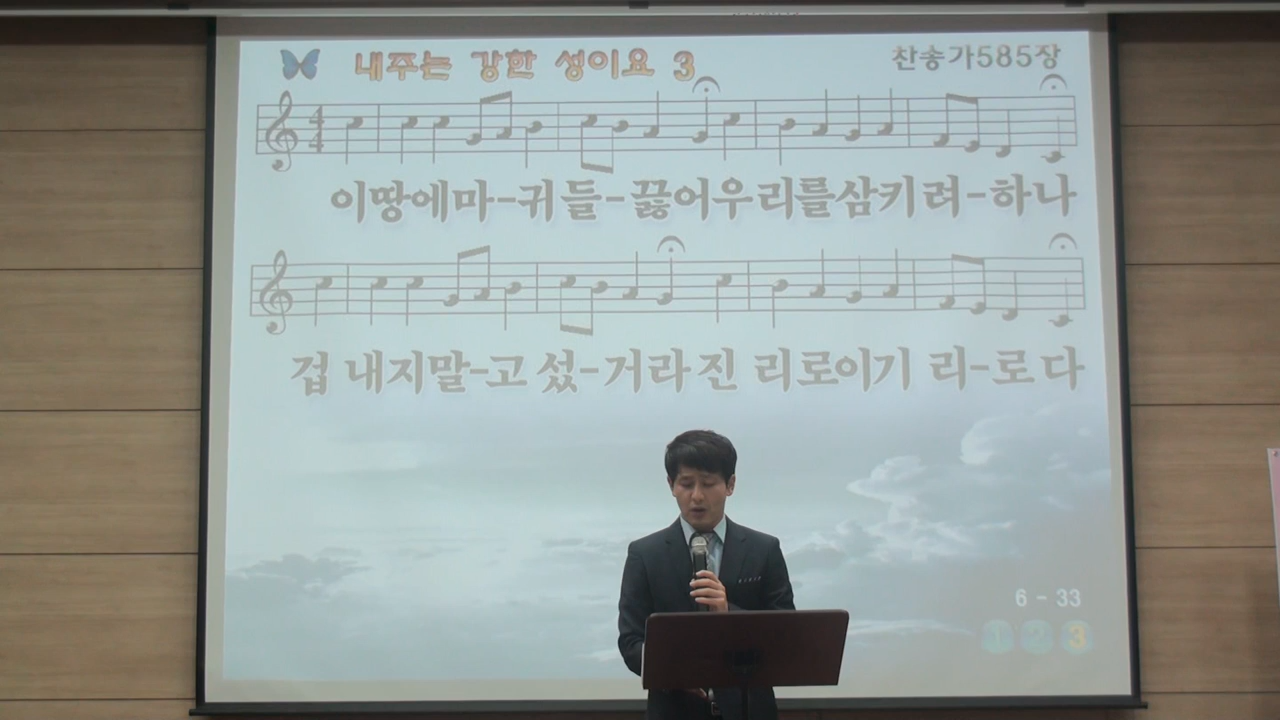 내주는 강한 성이요 3
찬송가585장
이땅에마-귀들-끓어우리를삼키려-하나
겁 내지말-고 섰-거라 진 리로이기 리-로다
6 - 33
1 2 3